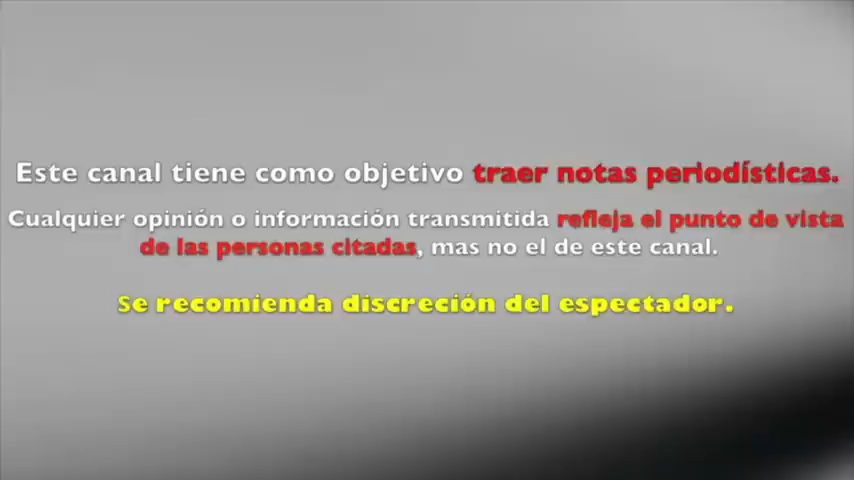 Este canal tiene como objetivo traer notas periodísticas.
Cualquier opinión o información transmitida refleja el punto de vista
de las personas citadas, mas no el de este canal.
Se recomienda discreción del espectador.